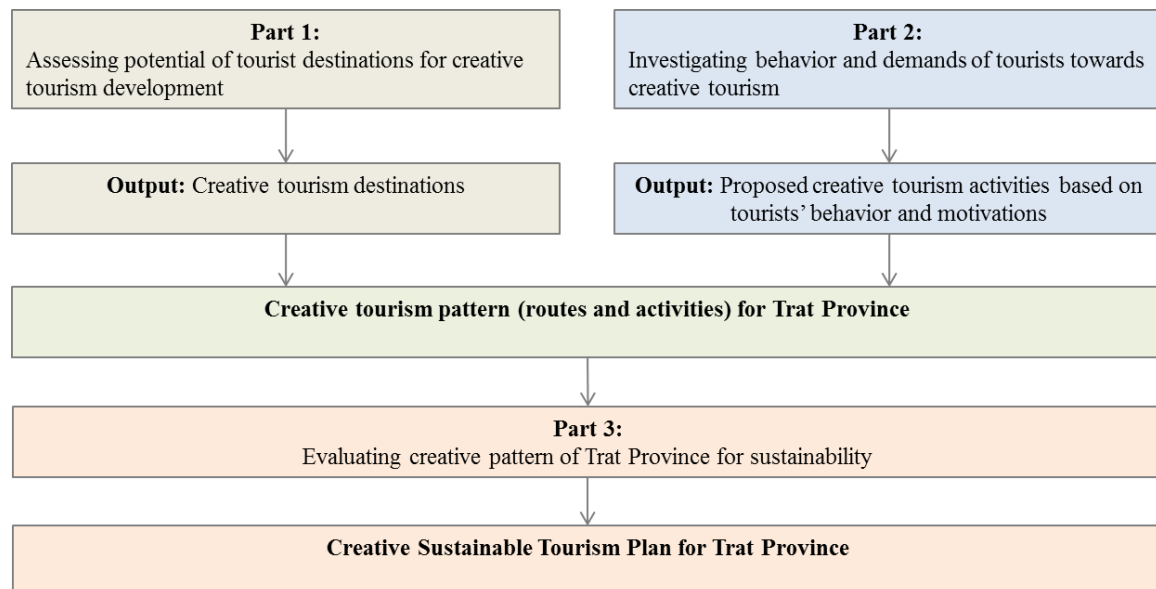 Part 1:
Assessing potential of tourist destinations for creative
tourism development
Part 2:
Investigating behavior and demands of tourists towards
creative tourism
Output: Creative tourism destinations
Output: Proposed creative tourism activities based on
tourists’ behavior and motivations
Creative tourism pattern (routes and activities) for Trat Province
Part 3:
Evaluating creative pattern of Trat Province for sustainability
Creative Sustainable Tourism Plan for Trat Province